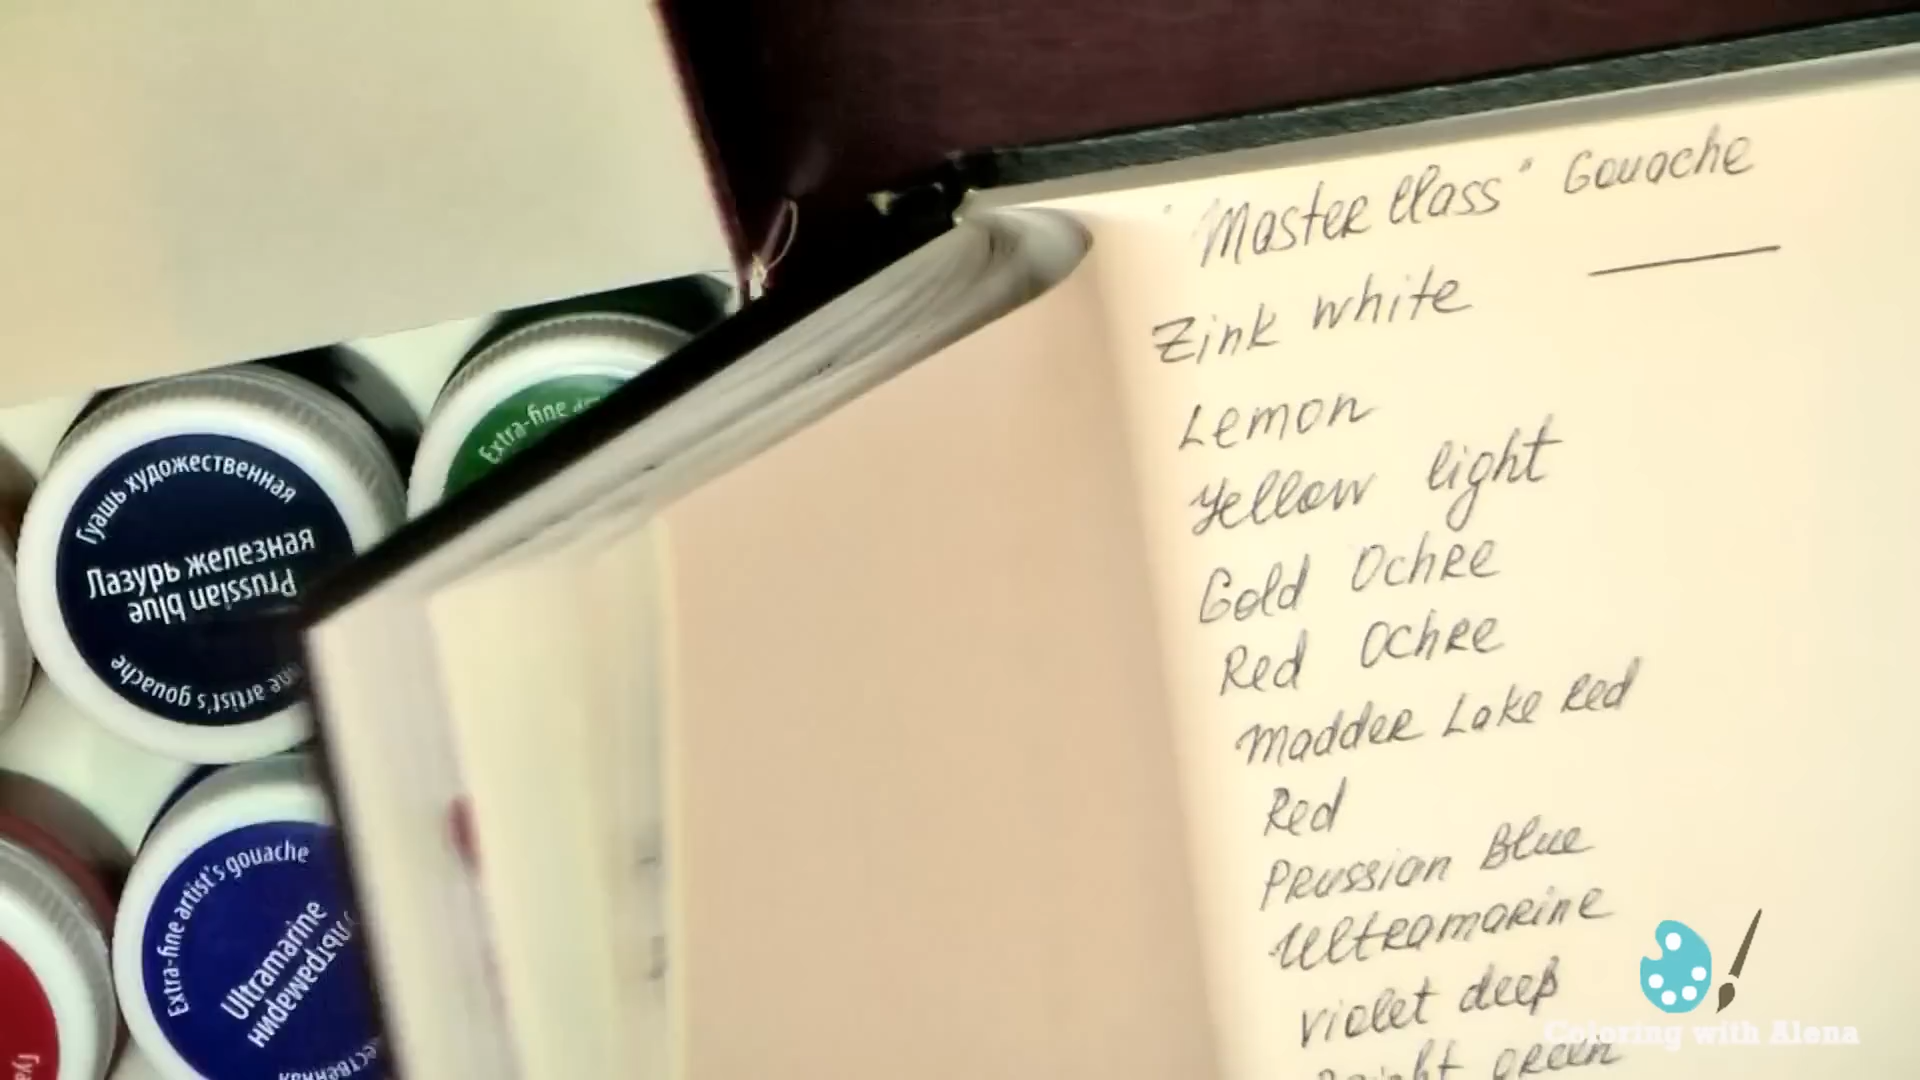 "Master Class" Gouache
Zink white
Lemon
Yellow light
Gold Ochre
Red Ochre
Madder Lake Red
Red
Prussian Blue
Ultramarine
violet deep
Bright green
Гуашь художественная
Лазурь железная
Prussian blue
artist's gouache
Extra-fine
Extra-fine artist's gouache
Ultramarine
Coloring with Alena